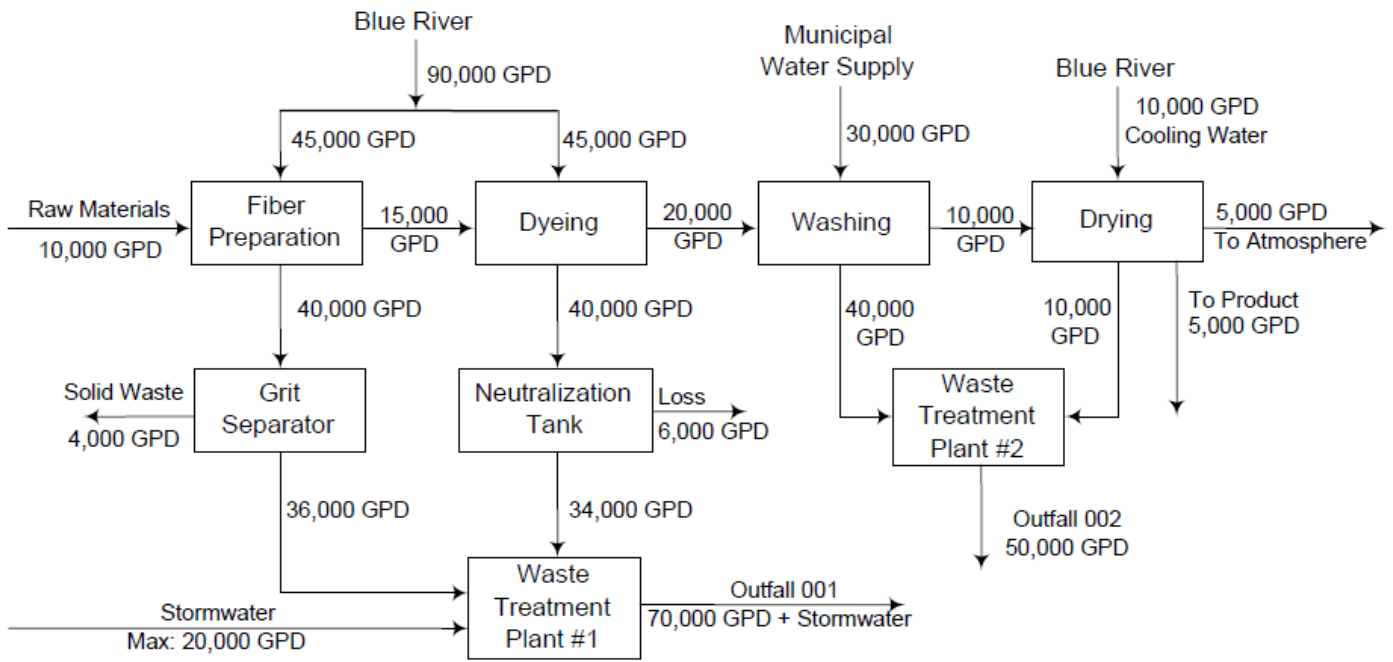 Blue River
90,000 GPD
Municipal
Water Supply
Blue River
45,000 GPD
45,000 GPD
30,000 GPD
10,000 GPD
Cooling Water
Raw Materials
10,000 GPD
Fiber
Preparation
15,000
GPD
Dyeing
20,000
GPD
Washing
10,000
GPD
Drying
5,000 GPD
To Atmosphere
40,000 GPD
40,000 GPD
40,000
GPD
10,000
GPD
To Product
5,000 GPD
Solid Waste
4,000 GPD
Grit
Separator
Neutralization
Tank
Loss
6,000 GPD
Waste
Treatment
Plant #2
36,000 GPD
34,000 GPD
Outfall 002
50,000 GPD
Stormwater
Max: 20,000 GPD
Waste
Treatment
Plant #1
Outfall 001
70,000 GPD + Stormwater